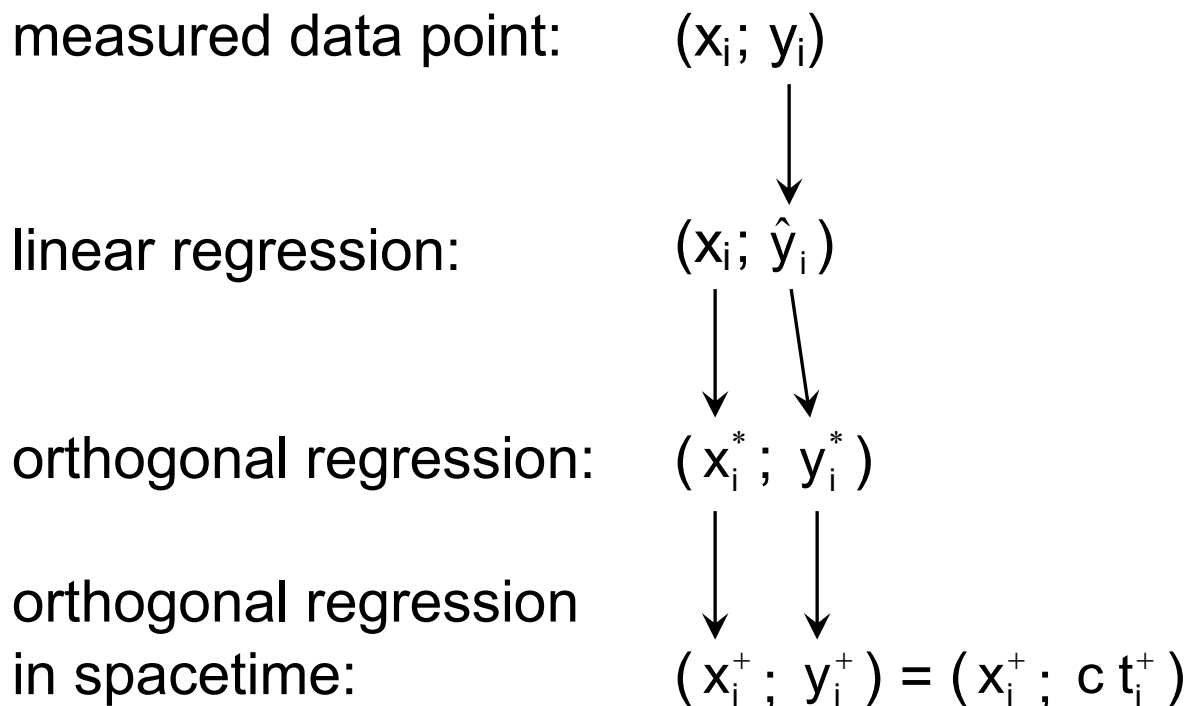 measured data point: (xᵢ; yᵢ)
linear regression: (xᵢ; ŷᵢ)
orthogonal regression: (xᵢ*; yᵢ*)
orthogonal regression
in spacetime: (xᵢ⁺; yᵢ⁺) = (xᵢ⁺; c tᵢ⁺)